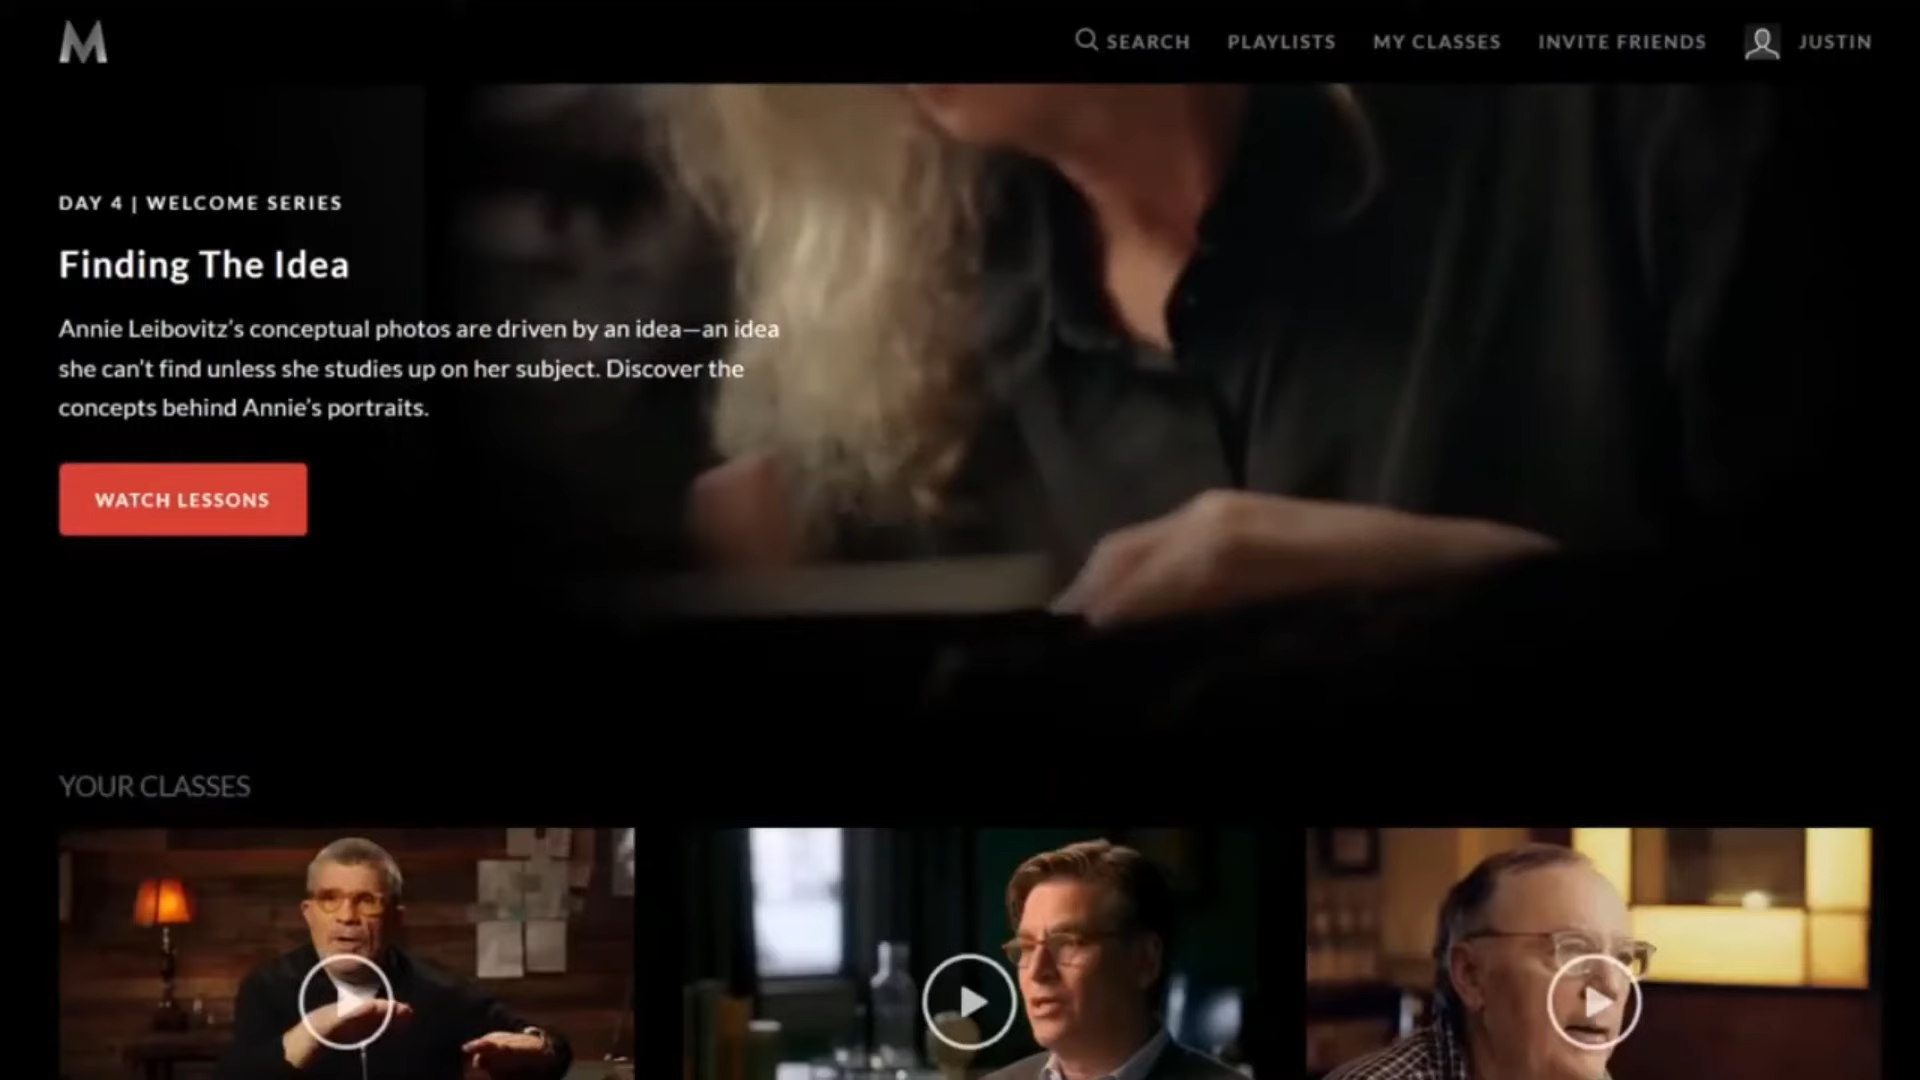 M
SEARCH
PLAYLISTS
MY CLASSES
INVITE FRIENDS
JUSTIN
DAY 4 | WELCOME SERIES
Finding The Idea
Annie Leibovitz’s conceptual photos are driven by an idea—an idea
she can’t find unless she studies up on her subject. Discover the
concepts behind Annie’s portraits.
WATCH LESSONS
YOUR CLASSES